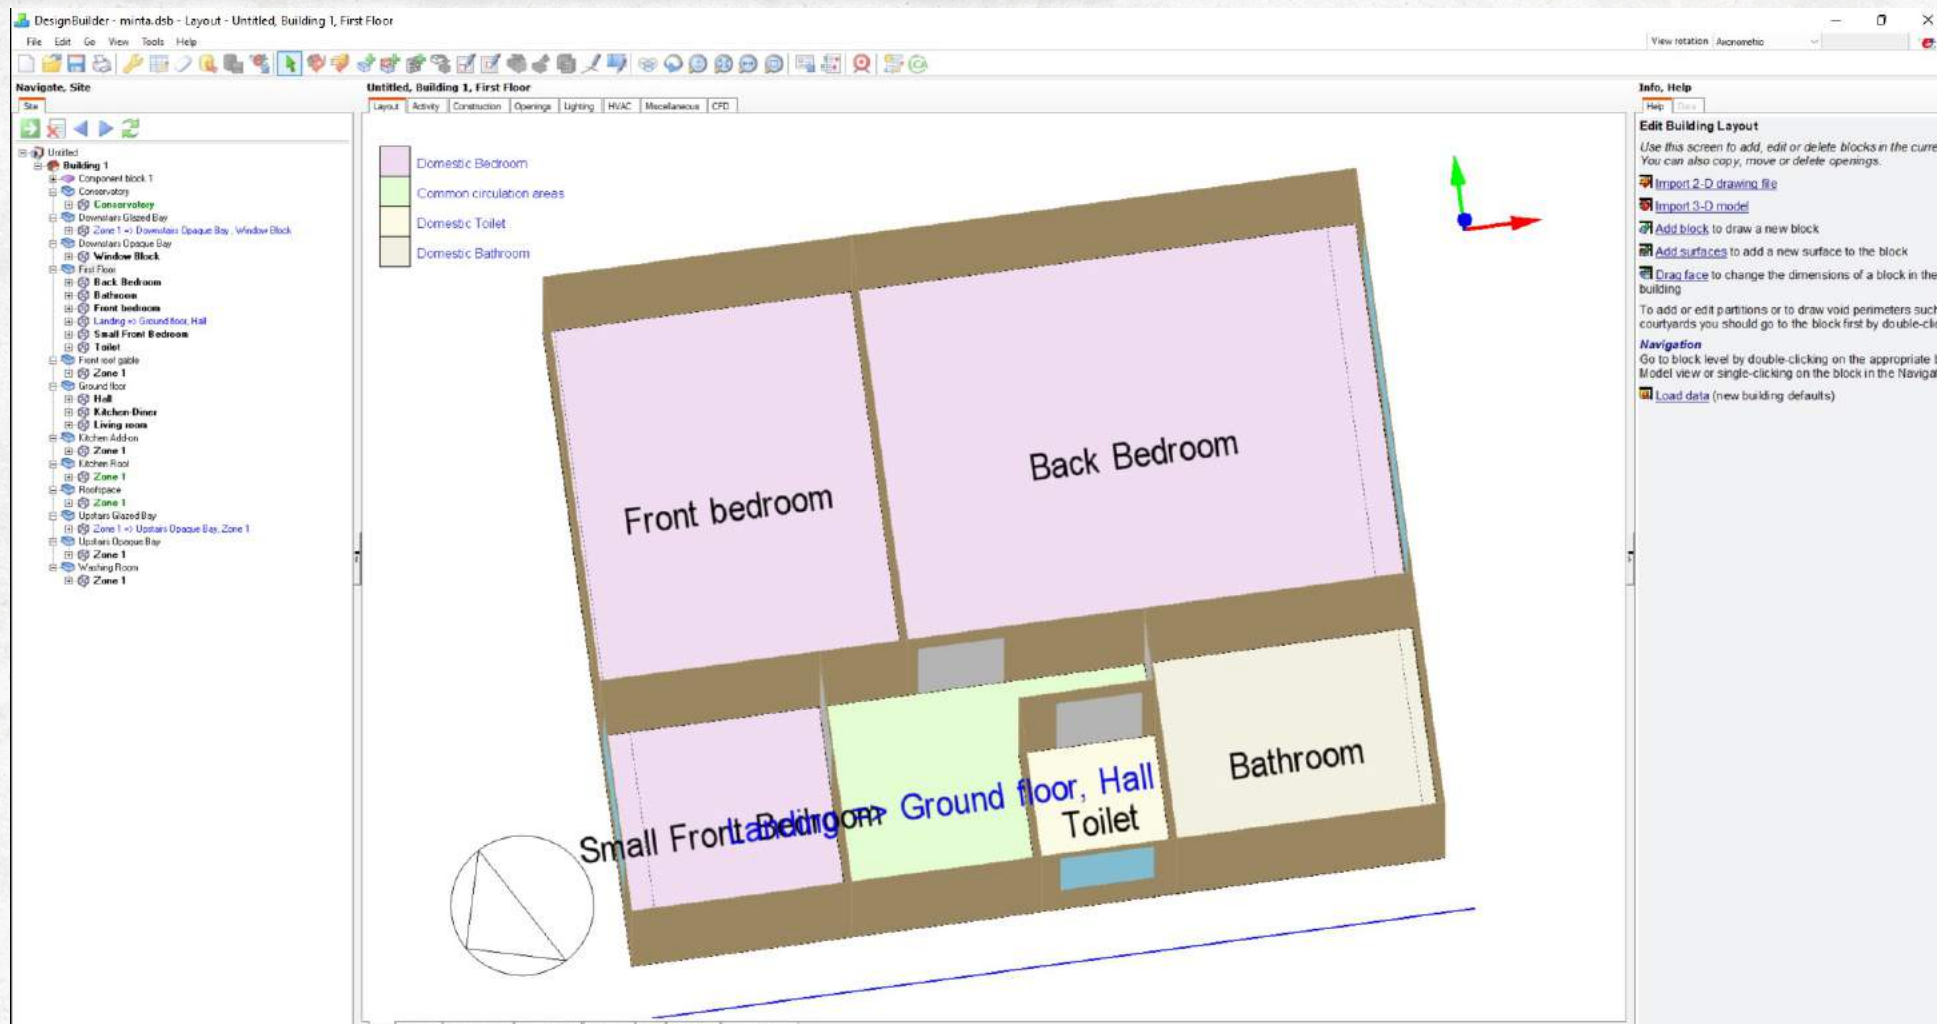 DesignBuilder - minta.dsb - Layout - Untitled, Building 1, First Floor
File Edit Go View Tools Help
View rotation Axonometric
Navigate, Site
Site
Untitled
Building 1
Component block 1
Conservatory
Conservatory
Downstairs Glazed Bay
Zone 1 => Downstairs Opaque Bay , Window Block
Downstairs Opaque Bay
Window Block
First Floor
Back Bedroom
Bathroom
Front bedroom
Landing => Ground floor, Hall
Small Front Bedroom
Toilet
Front roof gable
Zone 1
Ground floor
Hall
Kitchen-Diner
Living room
Kitchen Add-on
Zone 1
Kitchen Roof
Zone 1
Roofspace
Zone 1
Upstairs Glazed Bay
Zone 1 => Upstairs Opaque Bay, Zone 1
Upstairs Opaque Bay
Zone 1
Washing Room
Zone 1
Untitled, Building 1, First Floor
Layout Activity Construction Openings Lighting HVAC Miscellaneous CFD
Domestic Bedroom
Common circulation areas
Domestic Toilet
Domestic Bathroom
Back Bedroom
Front bedroom
Bathroom
Landing => Ground floor, Hall
Toilet
Small Front Bedroom
Info, Help
Help Data
Edit Building Layout
Use this screen to add, edit or delete blocks in the curre
You can also copy, move or delete openings.
Import 2-D drawing file
Import 3-D model
Add block to draw a new block
Add surfaces to add a new surface to the block
Drag face to change the dimensions of a block in the
building
To add or edit partitions or to draw void perimeters such
courtyards you should go to the block first by double-cli
Navigation
Go to block level by double-clicking on the appropriate b
Model view or single-clicking on the block in the Naviga
Load data (new building defaults)